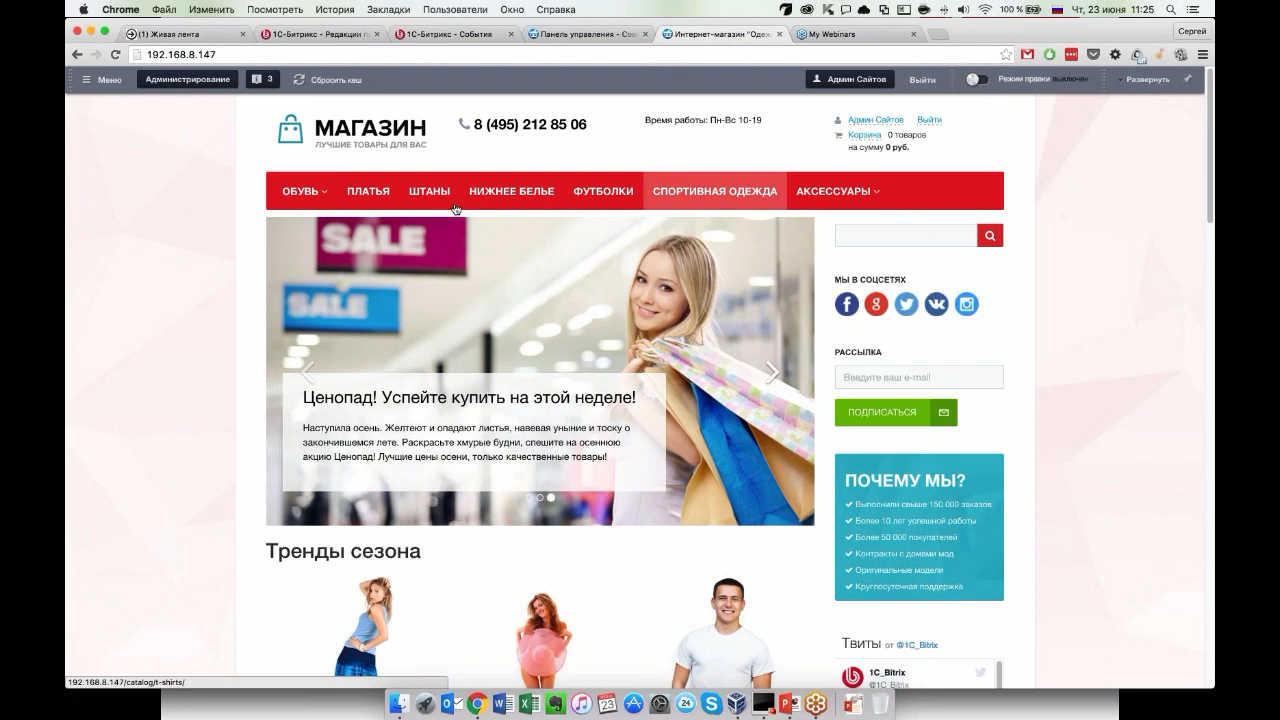 Chrome Файл Изменить Посмотреть История Закладки Пользователи Окно Справка 100 % Чт, 23 июня 11:25
(1) Живая лента 1С-Битрикс - Редакции 1С-Битрикс - События Панель управления - Сов Интернет-магазин "Одеж My Webinars Сергей
192.168.8.147
Меню Администрирование 3 Сбросить кеш Админ Сайтов Выйти Режим правки выключен Развернуть
МАГАЗИН
ЛУЧШИЕ ТОВАРЫ ДЛЯ ВАС
8 (495) 212 85 06
Время работы: Пн-Вс 10-19
Админ Сайтов Выйти
Корзина 0 товаров
на сумму 0 руб.
ОБУВЬ ПЛАТЬЯ ШТАНЫ НИЖНЕЕ БЕЛЬЕ ФУТБОЛКИ СПОРТИВНАЯ ОДЕЖДА АКСЕССУАРЫ
SALE
SALE
Ценопад! Успейте купить на этой неделе!
Наступила осень. Желтеют и опадают листья, навевая уныние и тоску о
закончившемся лете. Раскрасьте хмурые будни, спешите на осеннюю
акцию Ценопад! Лучшие цены осени, только качественные товары!
МЫ В СОЦСЕТЯХ
РАССЫЛКА
Введите ваш e-mail
ПОДПИСАТЬСЯ
ПОЧЕМУ МЫ?
Выполнили свыше 150 000 заказов
Более 10 лет успешной работы
Более 50 000 покупателей
Контракты с домами мод
Оригинальные модели
Круглосуточная поддержка
Тренды сезона
Твиты от @1C_Bitrix
1C_Bitrix
@1C_Bitrix
192.168.8.147/catalog/t-shirts/
23
24